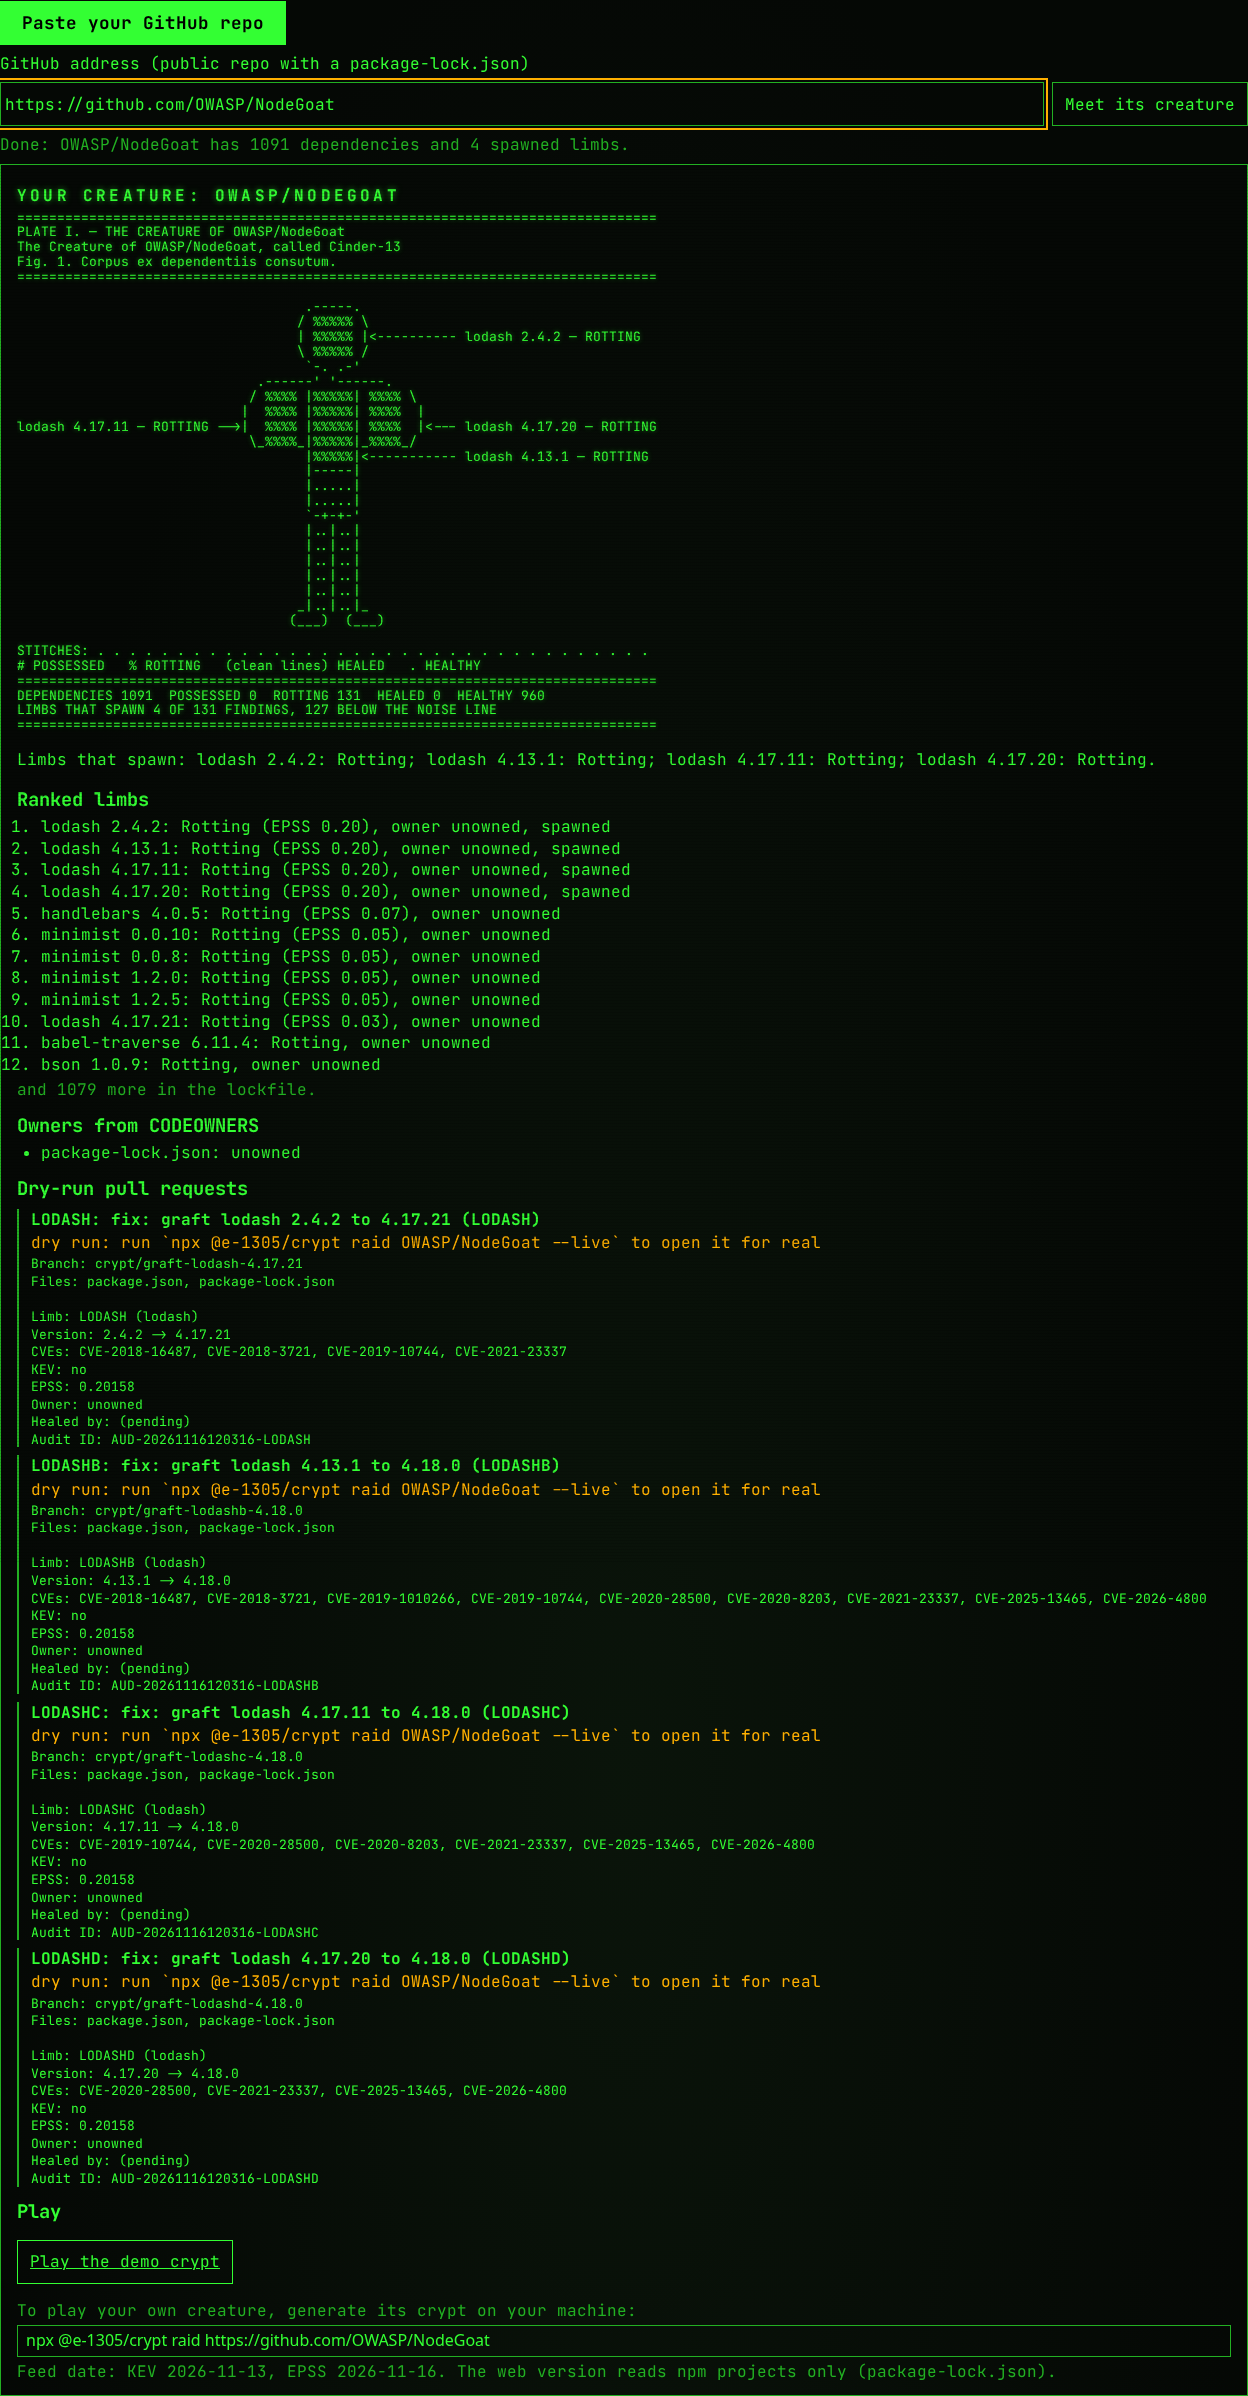 Paste your GitHub repo
GitHub address (public repo with a package-lock.json)
https://github.com/OWASP/NodeGoat
Meet its creature
Done: OWASP/NodeGoat has 1091 dependencies and 4 spawned limbs.
YOUR CREATURE: OWASP/NODEGOAT
================================================================================
PLATE I. — THE CREATURE OF OWASP/NodeGoat
The Creature of OWASP/NodeGoat, called Cinder-13
Fig. 1. Corpus ex dependentiis consutum.
================================================================================
                                    .-----.
                                   / %%%%% \
                                   | %%%%% |<---------- lodash 2.4.2 — ROTTING
                                   \ %%%%% /
                                    `-. .-'
                              .------' '------.
                             / %%%% |%%%%%| %%%% \
                            |  %%%% |%%%%%| %%%%  |
lodash 4.17.11 — ROTTING -->|  %%%% |%%%%%| %%%%  |<--- lodash 4.17.20 — ROTTING
                             \_%%%%_|%%%%%|_%%%%_/
                                    |%%%%%|<----------- lodash 4.13.1 — ROTTING
                                    |-----|
                                    |.....|
                                    |.....|
                                    `-+-+-'
                                    |..|..|
                                    |..|..|
                                    |..|..|
                                    |..|..|
                                    |..|..|
                                   _|..|..|_
                                  (___)  (___)
STITCHES: . . . . . . . . . . . . . . . . . . . . . . . . . . . . . . . . . . .
# POSSESSED   % ROTTING   (clean lines) HEALED   . HEALTHY
================================================================================
DEPENDENCIES 1091  POSSESSED 0  ROTTING 131  HEALED 0  HEALTHY 960
LIMBS THAT SPAWN 4 OF 131 FINDINGS, 127 BELOW THE NOISE LINE
================================================================================
Limbs that spawn: lodash 2.4.2: Rotting; lodash 4.13.1: Rotting; lodash 4.17.11: Rotting; lodash 4.17.20: Rotting.
Ranked limbs
1. lodash 2.4.2: Rotting (EPSS 0.20), owner unowned, spawned
2. lodash 4.13.1: Rotting (EPSS 0.20), owner unowned, spawned
3. lodash 4.17.11: Rotting (EPSS 0.20), owner unowned, spawned
4. lodash 4.17.20: Rotting (EPSS 0.20), owner unowned, spawned
5. handlebars 4.0.5: Rotting (EPSS 0.07), owner unowned
6. minimist 0.0.10: Rotting (EPSS 0.05), owner unowned
7. minimist 0.0.8: Rotting (EPSS 0.05), owner unowned
8. minimist 1.2.0: Rotting (EPSS 0.05), owner unowned
9. minimist 1.2.5: Rotting (EPSS 0.05), owner unowned
10. lodash 4.17.21: Rotting (EPSS 0.03), owner unowned
11. babel-traverse 6.11.4: Rotting, owner unowned
12. bson 1.0.9: Rotting, owner unowned
and 1079 more in the lockfile.
Owners from CODEOWNERS
• package-lock.json: unowned
Dry-run pull requests
LODASH: fix: graft lodash 2.4.2 to 4.17.21 (LODASH)
dry run: run `npx @e-1305/crypt raid OWASP/NodeGoat --live` to open it for real
Branch: crypt/graft-lodash-4.17.21
Files: package.json, package-lock.json
Limb: LODASH (lodash)
Version: 2.4.2 -> 4.17.21
CVEs: CVE-2018-16487, CVE-2018-3721, CVE-2019-10744, CVE-2021-23337
KEV: no
EPSS: 0.20158
Owner: unowned
Healed by: (pending)
Audit ID: AUD-20261116120316-LODASH
LODASHB: fix: graft lodash 4.13.1 to 4.18.0 (LODASHB)
dry run: run `npx @e-1305/crypt raid OWASP/NodeGoat --live` to open it for real
Branch: crypt/graft-lodashb-4.18.0
Files: package.json, package-lock.json
Limb: LODASHB (lodash)
Version: 4.13.1 -> 4.18.0
CVEs: CVE-2018-16487, CVE-2018-3721, CVE-2019-1010266, CVE-2019-10744, CVE-2020-28500, CVE-2020-8203, CVE-2021-23337, CVE-2025-13465, CVE-2026-4800
KEV: no
EPSS: 0.20158
Owner: unowned
Healed by: (pending)
Audit ID: AUD-20261116120316-LODASHB
LODASHC: fix: graft lodash 4.17.11 to 4.18.0 (LODASHC)
dry run: run `npx @e-1305/crypt raid OWASP/NodeGoat --live` to open it for real
Branch: crypt/graft-lodashc-4.18.0
Files: package.json, package-lock.json
Limb: LODASHC (lodash)
Version: 4.17.11 -> 4.18.0
CVEs: CVE-2019-10744, CVE-2020-28500, CVE-2020-8203, CVE-2021-23337, CVE-2025-13465, CVE-2026-4800
KEV: no
EPSS: 0.20158
Owner: unowned
Healed by: (pending)
Audit ID: AUD-20261116120316-LODASHC
LODASHD: fix: graft lodash 4.17.20 to 4.18.0 (LODASHD)
dry run: run `npx @e-1305/crypt raid OWASP/NodeGoat --live` to open it for real
Branch: crypt/graft-lodashd-4.18.0
Files: package.json, package-lock.json
Limb: LODASHD (lodash)
Version: 4.17.20 -> 4.18.0
CVEs: CVE-2020-28500, CVE-2021-23337, CVE-2025-13465, CVE-2026-4800
KEV: no
EPSS: 0.20158
Owner: unowned
Healed by: (pending)
Audit ID: AUD-20261116120316-LODASHD
Play
Play the demo crypt
To play your own creature, generate its crypt on your machine:
npx @e-1305/crypt raid https://github.com/OWASP/NodeGoat
Feed date: KEV 2026-11-13, EPSS 2026-11-16. The web version reads npm projects only (package-lock.json).